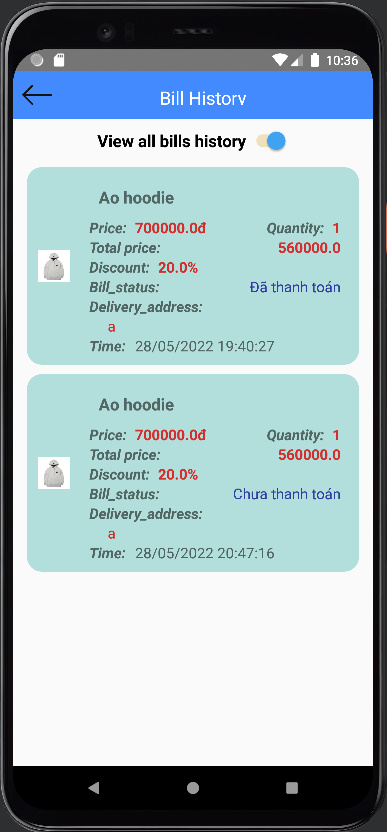 10:36
Bill History
View all bills history
Ao hoodie
Price: 700000.0đ Quantity: 1
Total price: 560000.0
Discount: 20.0%
Bill_status: Đã thanh toán
Delivery_address:
a
Time: 28/05/2022 19:40:27
Ao hoodie
Price: 700000.0đ Quantity: 1
Total price: 560000.0
Discount: 20.0%
Bill_status: Chưa thanh toán
Delivery_address:
a
Time: 28/05/2022 20:47:16